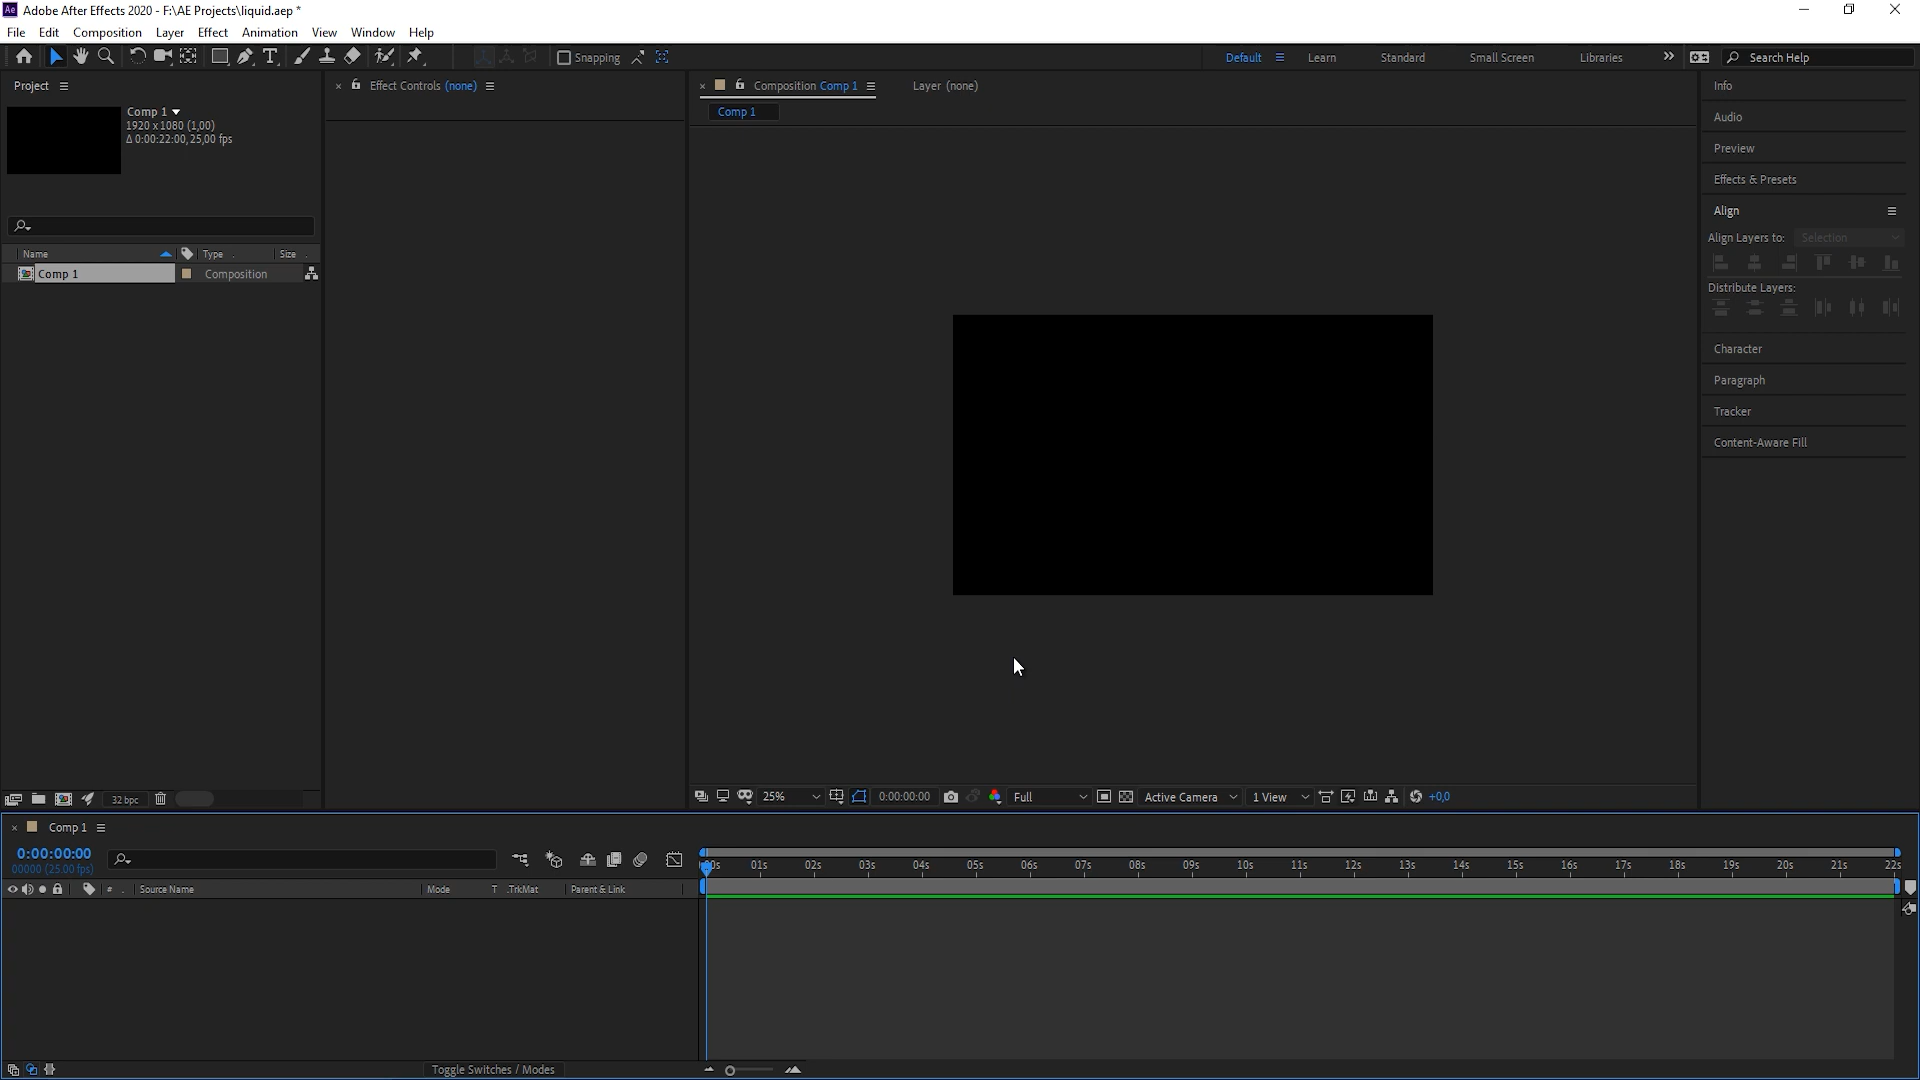 Ae Adobe After Effects 2020 - F:\AE Projects\liquid.aep *
File Edit Composition Layer Effect Animation View Window Help
Snapping Default Learn Standard Small Screen Libraries Search Help
Project
Comp 1
1920 x 1080 (1,00)
Δ 0:00:22:00, 25,00 fps
Name Type Size
Comp 1 Composition
32 bpc
Effect Controls (none)
Composition Comp 1
Layer (none)
Comp 1
25% 0:00:00:00 Full Active Camera 1 View +0,0
Info
Audio
Preview
Effects & Presets
Align
Align Layers to: Selection
Distribute Layers:
Character
Paragraph
Tracker
Content-Aware Fill
Comp 1
0:00:00:00
00000 (25.00 fps)
# Source Name Mode T .TrkMat Parent & Link
01s 02s 03s 04s 05s 06s 07s 08s 09s 10s 11s 12s 13s 14s 15s 16s 17s 18s 19s 20s 21s 22s
Toggle Switches / Modes